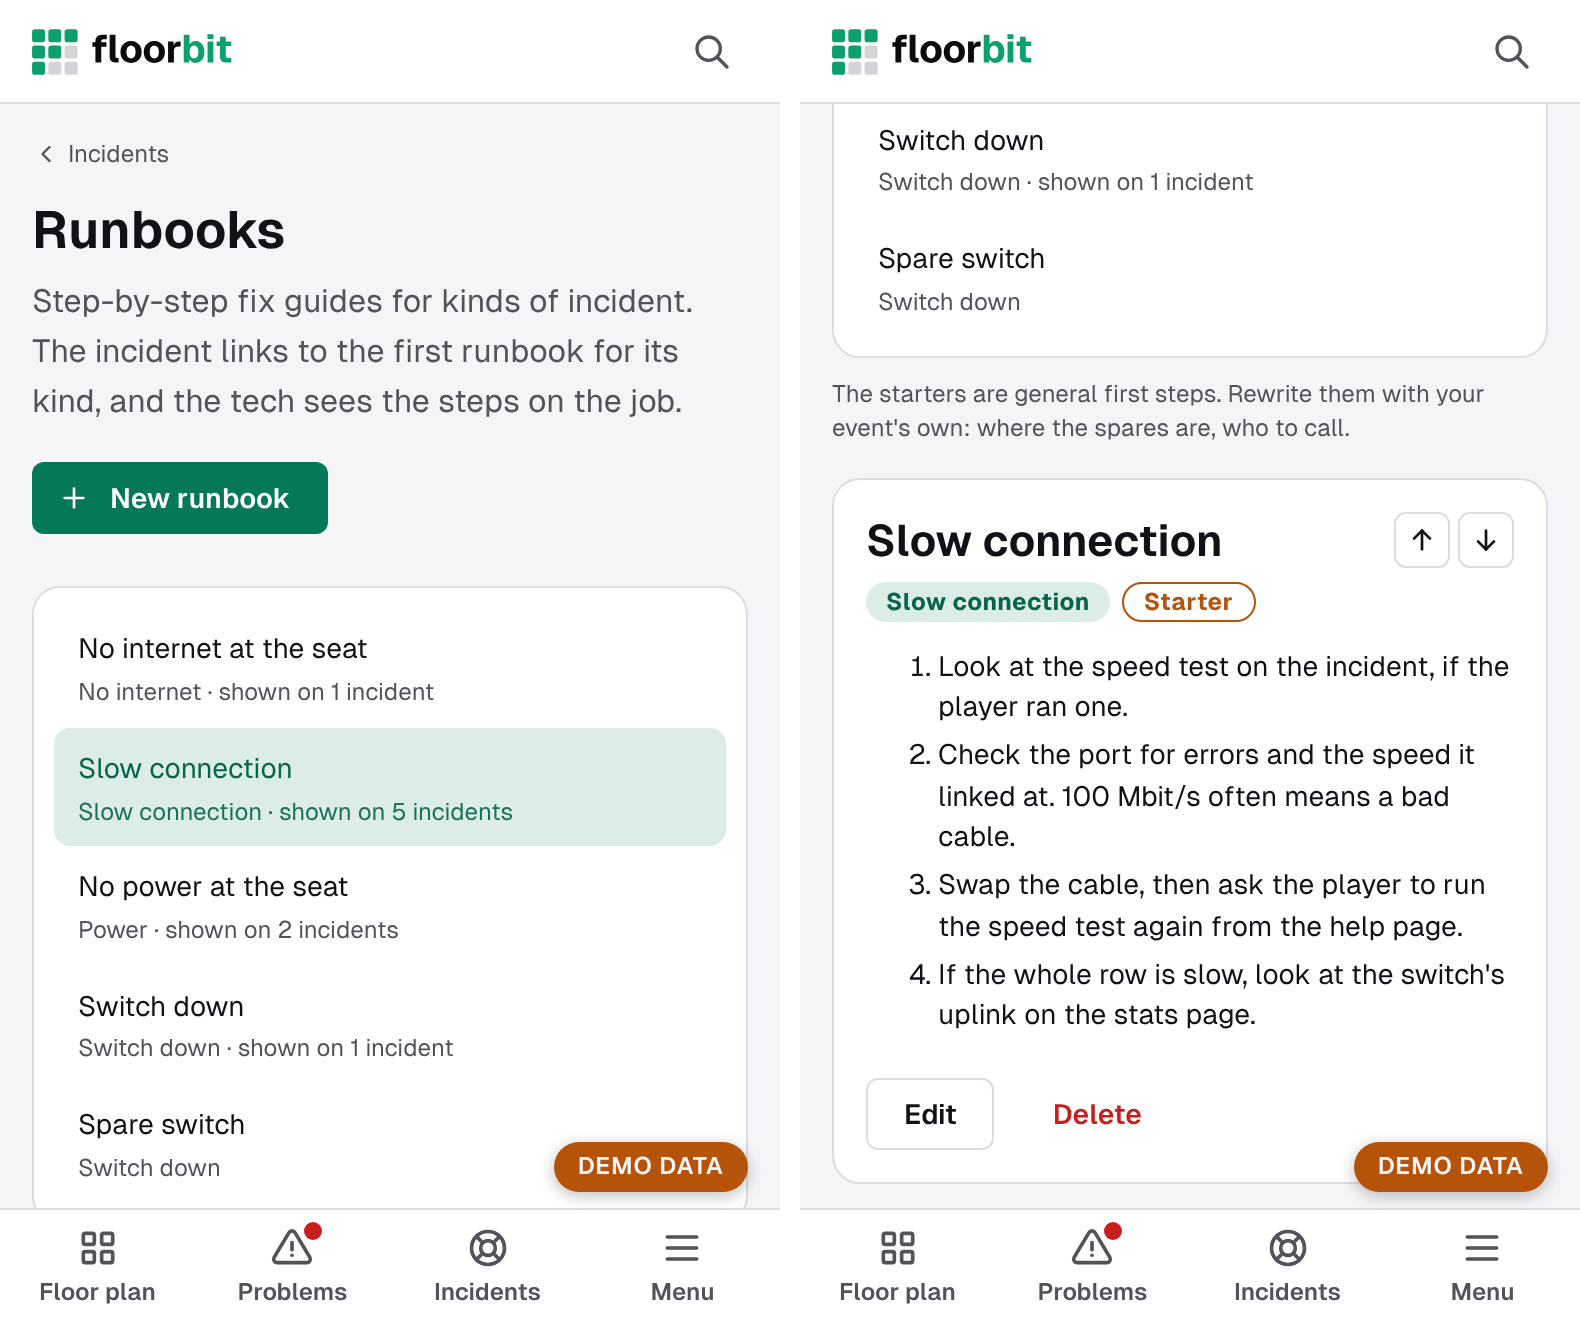 floorbit
Incidents
Runbooks
Step-by-step fix guides for kinds of incident.
The incident links to the first runbook for its
kind, and the tech sees the steps on the job.
New runbook
No internet at the seat
No internet · shown on 1 incident
Slow connection
Slow connection · shown on 5 incidents
No power at the seat
Power · shown on 2 incidents
Switch down
Switch down · shown on 1 incident
Spare switch
Switch down
DEMO DATA
Floor plan
Problems
Incidents
Menu
floorbit
Switch down
Switch down · shown on 1 incident
Spare switch
Switch down
The starters are general first steps. Rewrite them with your
event's own: where the spares are, who to call.
Slow connection
Slow connection
Starter
1. Look at the speed test on the incident, if the
player ran one.
2. Check the port for errors and the speed it
linked at. 100 Mbit/s often means a bad
cable.
3. Swap the cable, then ask the player to run
the speed test again from the help page.
4. If the whole row is slow, look at the switch's
uplink on the stats page.
Edit
Delete
DEMO DATA
Floor plan
Problems
Incidents
Menu